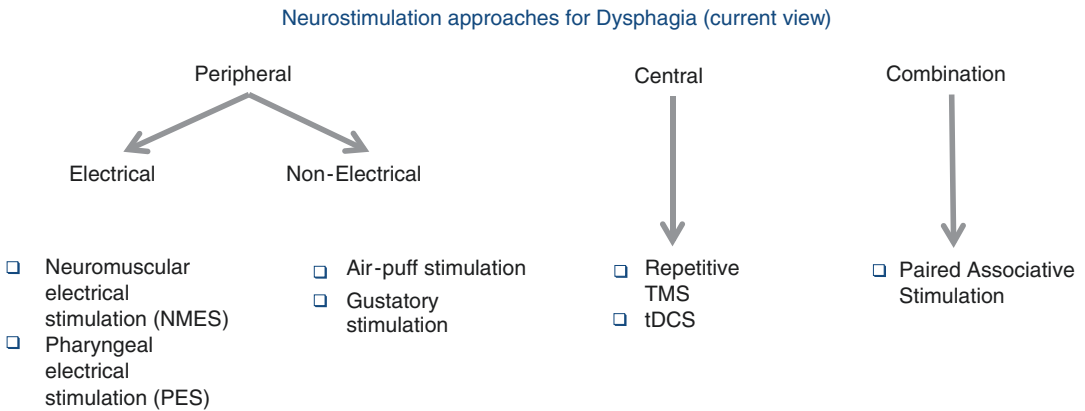 Neurostimulation approaches for Dysphagia (current view)
Peripheral
Central
Combination
Electrical
Non-Electrical
Neuromuscular
electrical
stimulation (NMES)
Pharyngeal
electrical
stimulation (PES)
Air-puff stimulation
Gustatory
stimulation
Repetitive
TMS
tDCS
Paired Associative
Stimulation